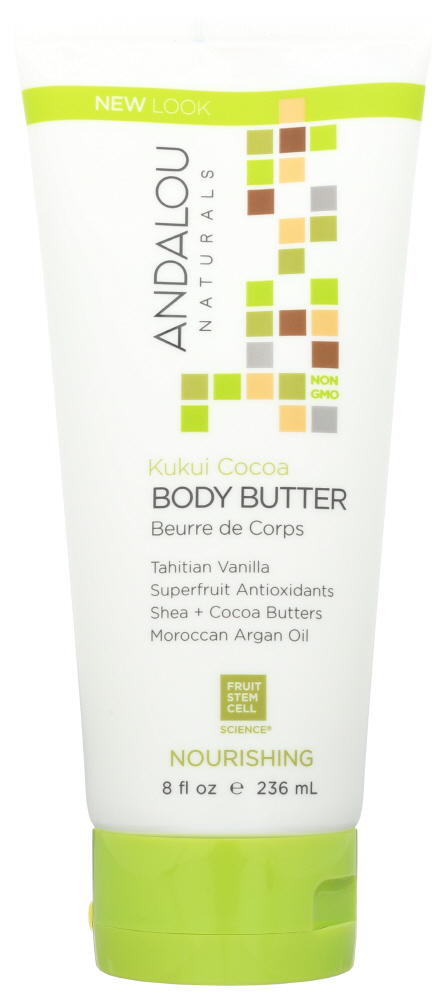 NEW LOOK
ANDALOU
NATURALS
NON
GMO
Kukui Cocoa
BODY BUTTER
Beurre de Corps
Tahitian Vanilla
Superfruit Antioxidants
Shea + Cocoa Butters
Moroccan Argan Oil
FRUIT
STEM
CELL
SCIENCE®
NOURISHING
8 fl oz ℮ 236 mL